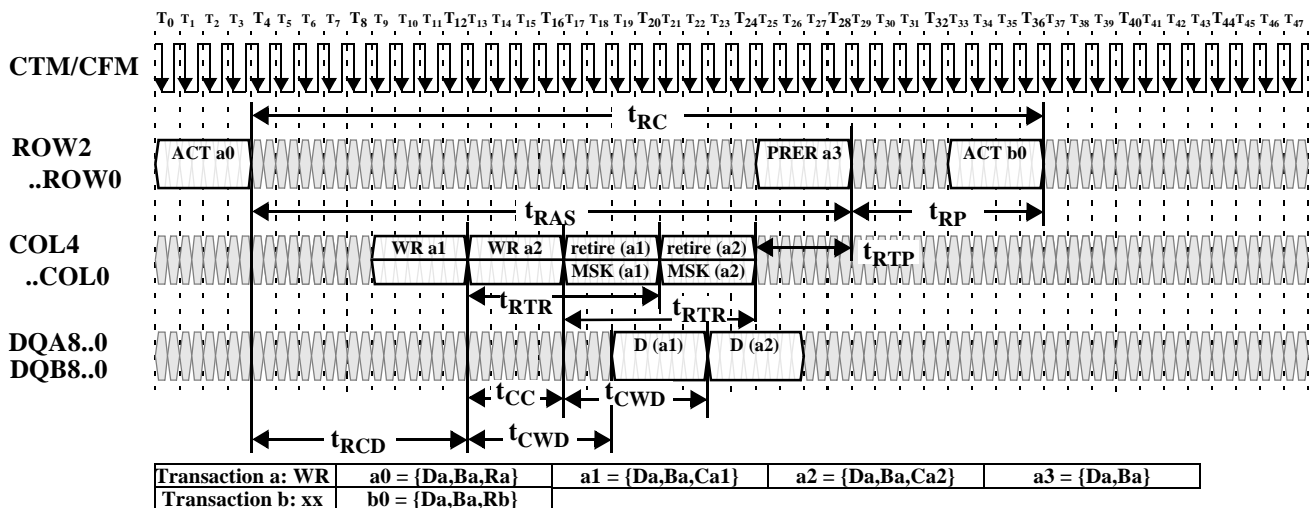 T0 T1 T2 T3 T4 T5 T6 T7 T8 T9 T10 T11 T12 T13 T14 T15 T16 T17 T18 T19 T20 T21 T22 T23 T24 T25 T26 T27 T28 T29 T30 T31 T32 T33 T34 T35 T36 T37 T38 T39 T40 T41 T42 T43 T44 T45 T46 T47
CTM/CFM
tRC
ROW2
..ROW0
ACT a0
PRER a3
ACT b0
tRAS
tRP
COL4
..COL0
WR a1
WR a2
retire (a1)
MSK (a1)
retire (a2)
MSK (a2)
tRTP
tRTR
tRTR
DQA8..0
DQB8..0
D (a1)
D (a2)
tCC
tCWD
tRCD
tCWD
Transaction a: WR a0 = {Da,Ba,Ra} a1 = {Da,Ba,Ca1} a2 = {Da,Ba,Ca2} a3 = {Da,Ba}
Transaction b: xx b0 = {Da,Ba,Rb}